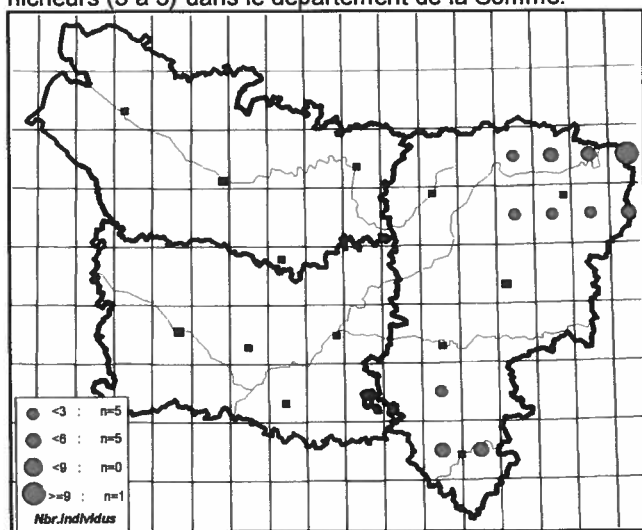 nicheurs (3 à 5) dans le département de la Somme.
<3 : n=5
<6 : n=5
<9 : n=0
>=9 : n=1
Nbr.individus